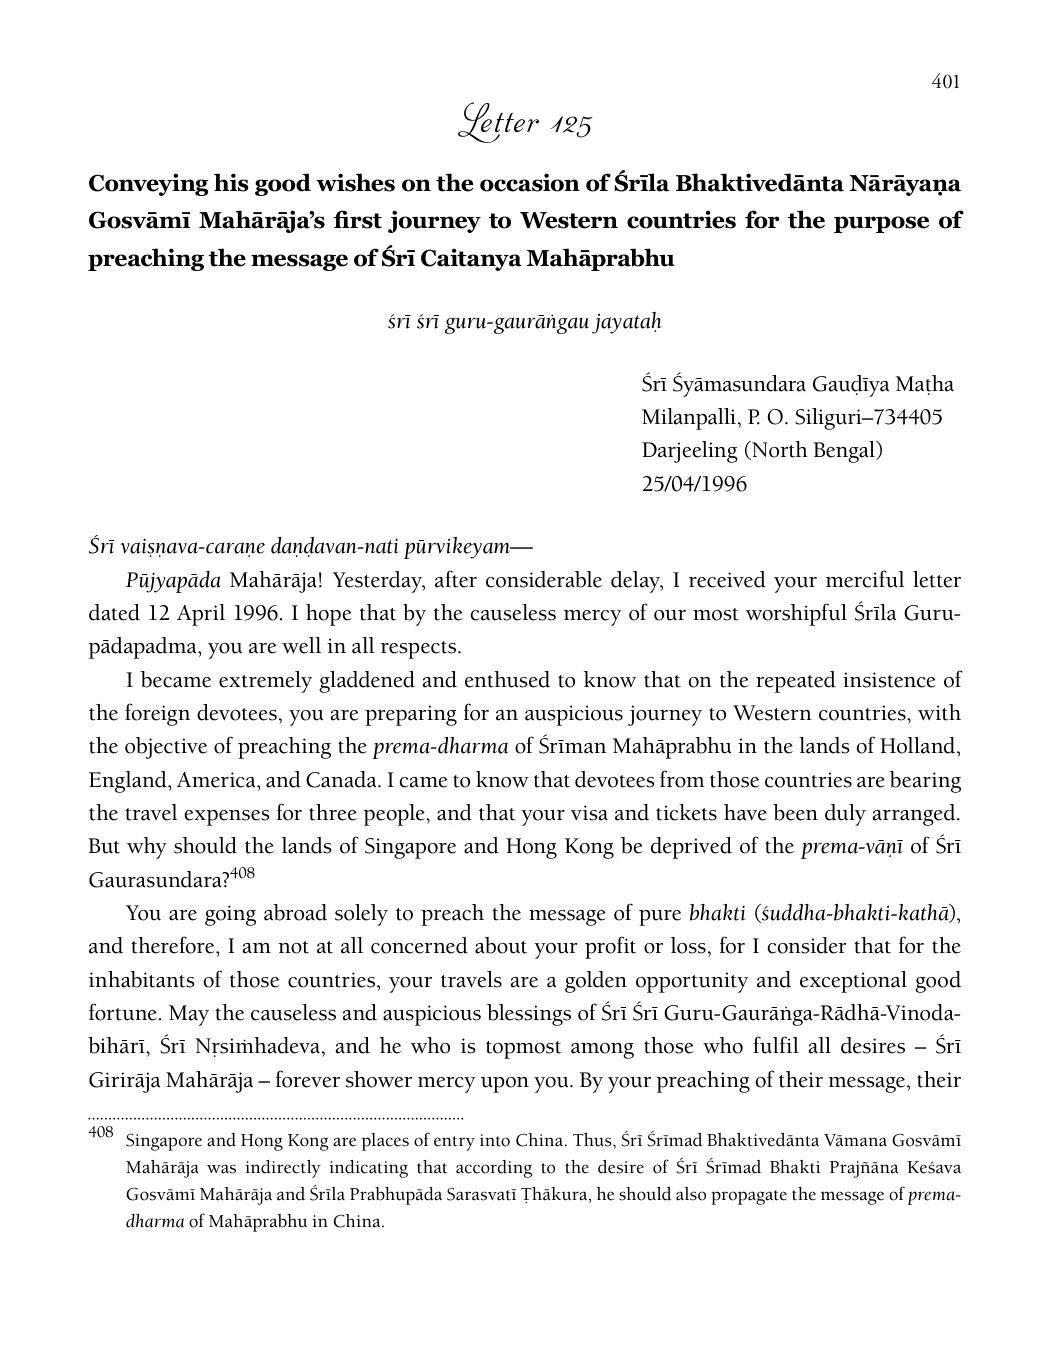 401
Letter 125
Conveying his good wishes on the occasion of Śrīla Bhaktivedānta Nārāyaṇa
Gosvāmī Mahārāja’s first journey to Western countries for the purpose of
preaching the message of Śrī Caitanya Mahāprabhu
śrī śrī guru-gaurāṅgau jayataḥ
Śrī Śyāmasundara Gauḍīya Maṭha
Milanpalli, P. O. Siliguri–734405
Darjeeling (North Bengal)
25/04/1996
Śrī vaiṣṇava-caraṇe daṇḍavan-nati pūrvikeyam—
Pūjyapāda Mahārāja! Yesterday, after considerable delay, I received your merciful letter
dated 12 April 1996. I hope that by the causeless mercy of our most worshipful Śrīla Guru-
pādapadma, you are well in all respects.
I became extremely gladdened and enthused to know that on the repeated insistence of
the foreign devotees, you are preparing for an auspicious journey to Western countries, with
the objective of preaching the prema-dharma of Śrīman Mahāprabhu in the lands of Holland,
England, America, and Canada. I came to know that devotees from those countries are bearing
the travel expenses for three people, and that your visa and tickets have been duly arranged.
But why should the lands of Singapore and Hong Kong be deprived of the prema-vāṇī of Śrī
Gaurasundara?408
You are going abroad solely to preach the message of pure bhakti (śuddha-bhakti-kathā),
and therefore, I am not at all concerned about your profit or loss, for I consider that for the
inhabitants of those countries, your travels are a golden opportunity and exceptional good
fortune. May the causeless and auspicious blessings of Śrī Śrī Guru-Gaurāṅga-Rādhā-Vinoda-
bihārī, Śrī Nṛsiṁhadeva, and he who is topmost among those who fulfil all desires – Śrī
Girirāja Mahārāja – forever shower mercy upon you. By your preaching of their message, their
408 Singapore and Hong Kong are places of entry into China. Thus, Śrī Śrīmad Bhaktivedānta Vāmana Gosvāmī
Mahārāja was indirectly indicating that according to the desire of Śrī Śrīmad Bhakti Prajñāna Keśava
Gosvāmī Mahārāja and Śrīla Prabhupāda Sarasvatī Ṭhākura, he should also propagate the message of prema-
dharma of Mahāprabhu in China.